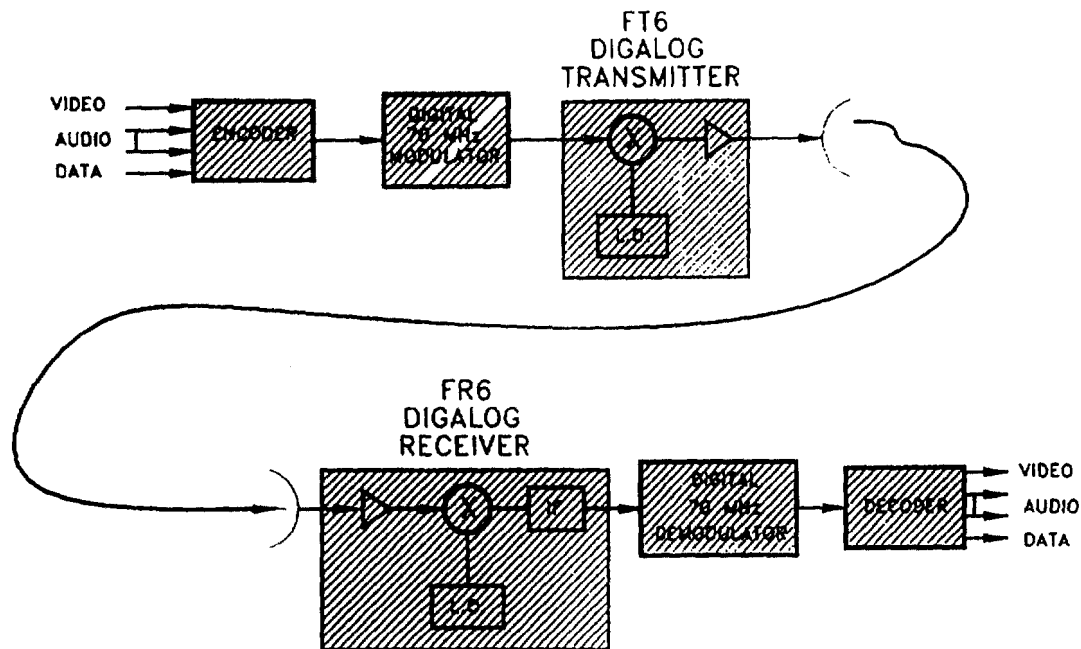 FT6
DIGALOG
TRANSMITTER
VIDEO
AUDIO
DATA
ENCODER
DIGITAL
70 MHz
MODULATOR
X
L.O.
FR6
DIGALOG
RECEIVER
X
IF
L.O.
DIGITAL
70 MHz
DEMODULATOR
DECODER
VIDEO
AUDIO
DATA